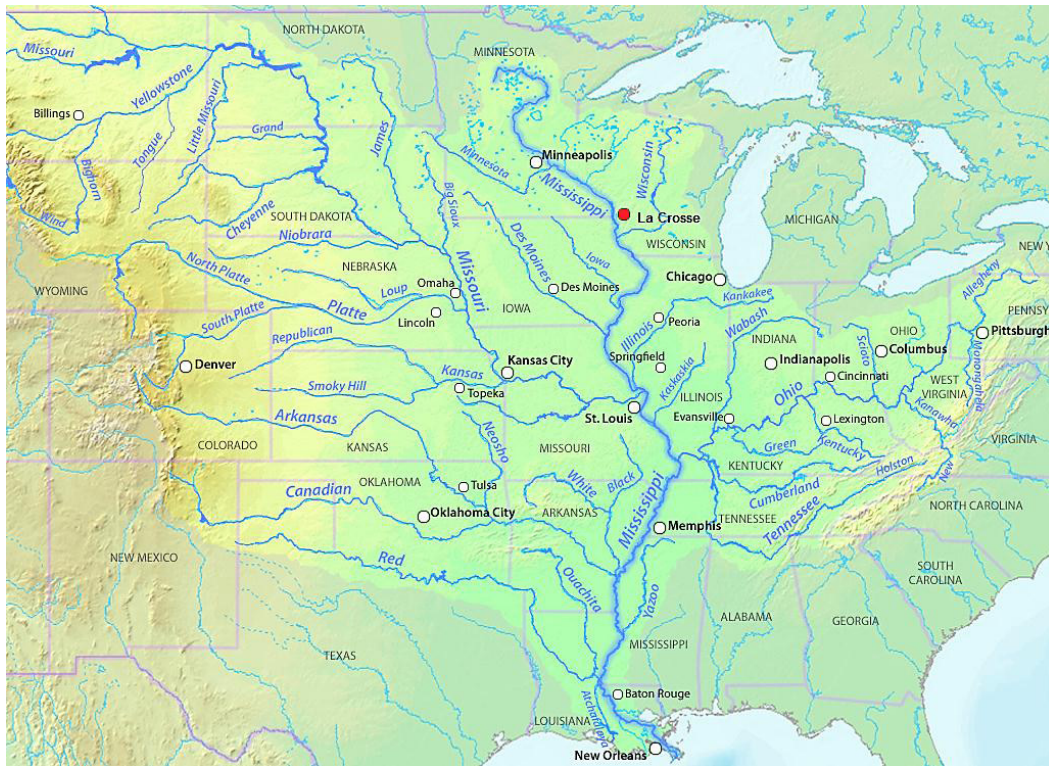 NORTH DAKOTA
MINNESOTA
Missouri
Yellowstone
Billings
Little Missouri
Tongue
Bighorn
Grand
James
Minneapolis
Minnesota
Mississippi
Wisconsin
Wind
Cheyenne
SOUTH DAKOTA
Big Sioux
La Crosse
MICHIGAN
Niobrara
WISCONSIN
NEW Y
Missouri
Des Moines
Iowa
Chicago
Allegheny
North Platte
NEBRASKA
WYOMING
Loup
Omaha
Des Moines
Kankakee
PENNSY
South Platte
Platte
Lincoln
IOWA
Illinois
Peoria
Wabash
Republican
INDIANA
OHIO
Pittsburgh
Denver
Springfield
Kansas City
Indianapolis
Scioto
Columbus
Monongahela
Kansas
Smoky Hill
Topeka
Kaskaskia
ILLINOIS
Cincinnati
Ohio
WEST
VIRGINIA
Arkansas
St. Louis
Evansville
Lexington
Kanawha
COLORADO
KANSAS
Neosho
MISSOURI
Green
Kentucky
VIRGINIA
KENTUCKY
Holston
New
OKLAHOMA
Tulsa
White
Black
Cumberland
Canadian
Oklahoma City
ARKANSAS
Mississippi
Memphis
TENNESSEE
Tennessee
NORTH CAROLINA
NEW MEXICO
Red
Ouachita
Yazoo
SOUTH
CAROLINA
ALABAMA
GEORGIA
TEXAS
MISSISSIPPI
Baton Rouge
LOUISIANA
Atchafalaya
New Orleans